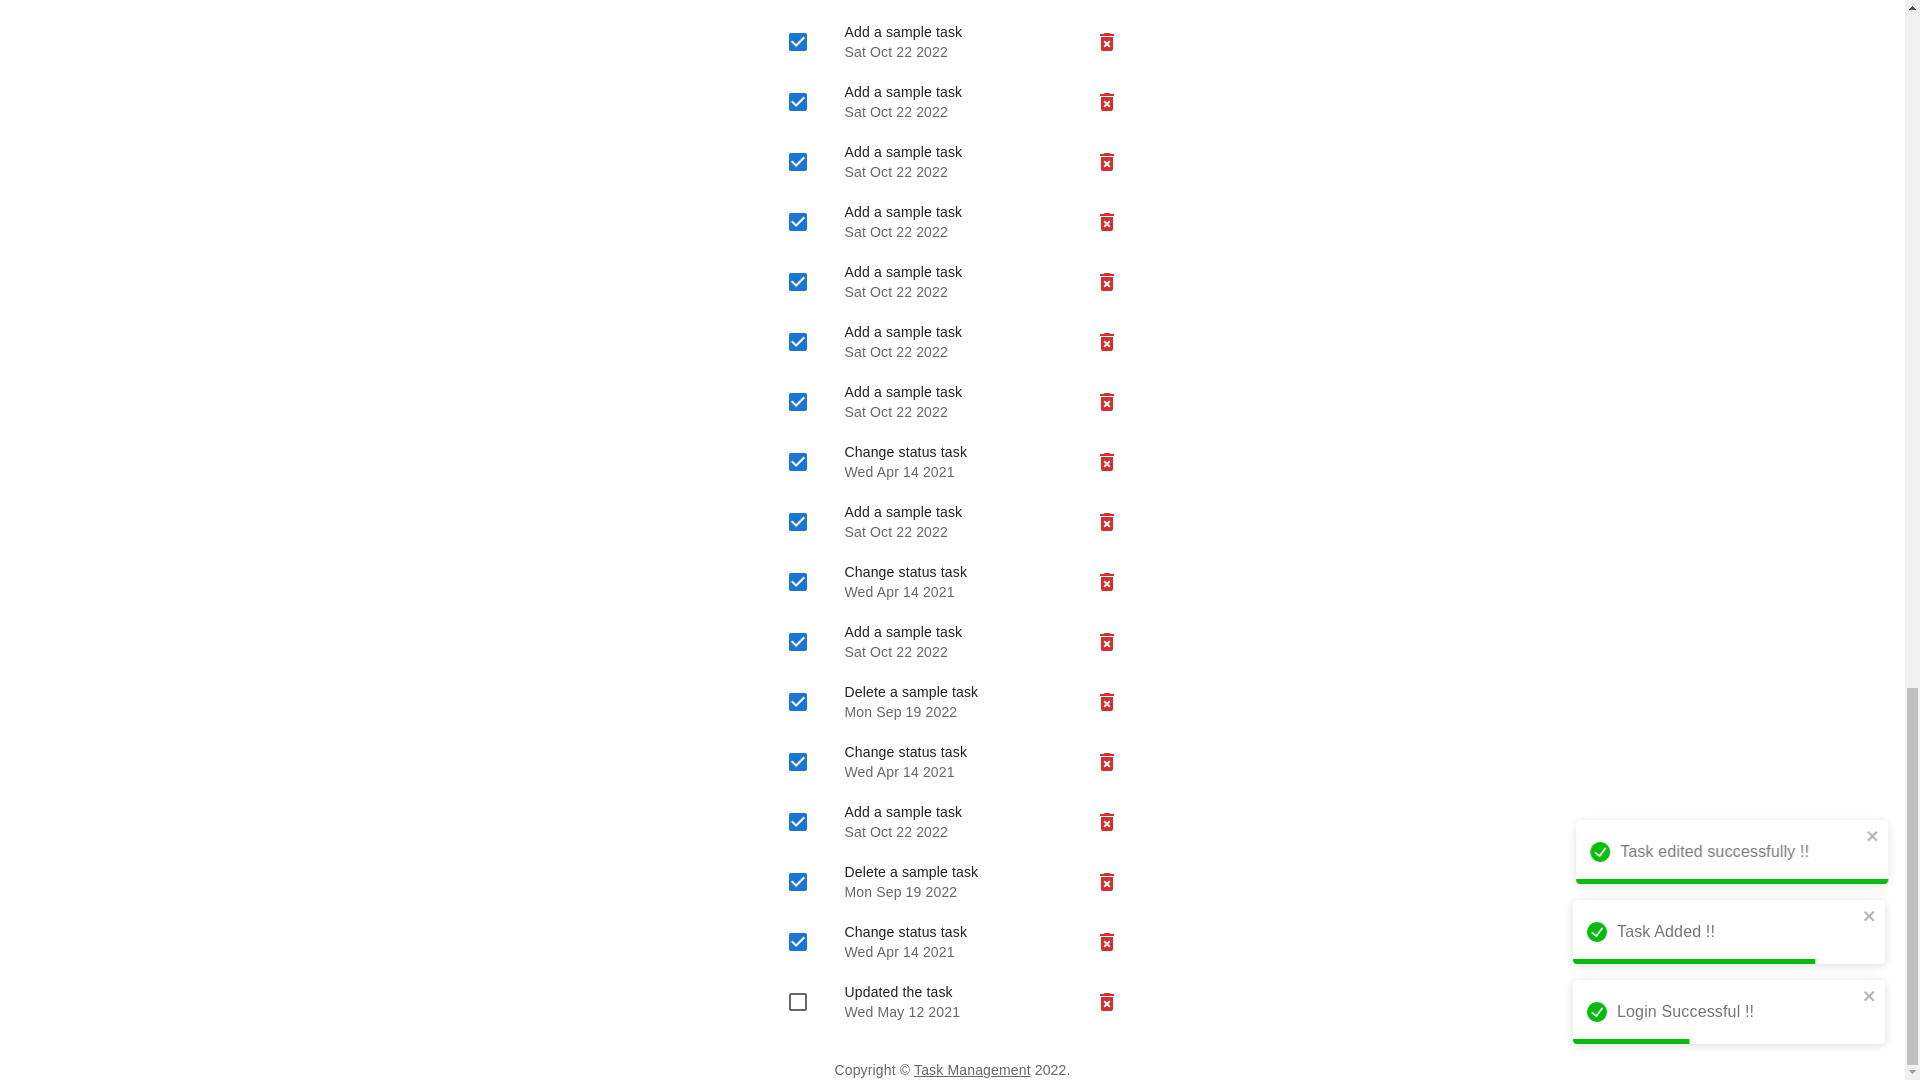 Add a sample task
Sat Oct 22 2022
Add a sample task
Sat Oct 22 2022
Add a sample task
Sat Oct 22 2022
Add a sample task
Sat Oct 22 2022
Add a sample task
Sat Oct 22 2022
Add a sample task
Sat Oct 22 2022
Add a sample task
Sat Oct 22 2022
Change status task
Wed Apr 14 2021
Add a sample task
Sat Oct 22 2022
Change status task
Wed Apr 14 2021
Add a sample task
Sat Oct 22 2022
Delete a sample task
Mon Sep 19 2022
Change status task
Wed Apr 14 2021
Add a sample task
Sat Oct 22 2022
Delete a sample task
Mon Sep 19 2022
Change status task
Wed Apr 14 2021
Updated the task
Wed May 12 2021
Copyright © Task Management 2022.
Task edited successfully !!
Task Added !!
Login Successful !!